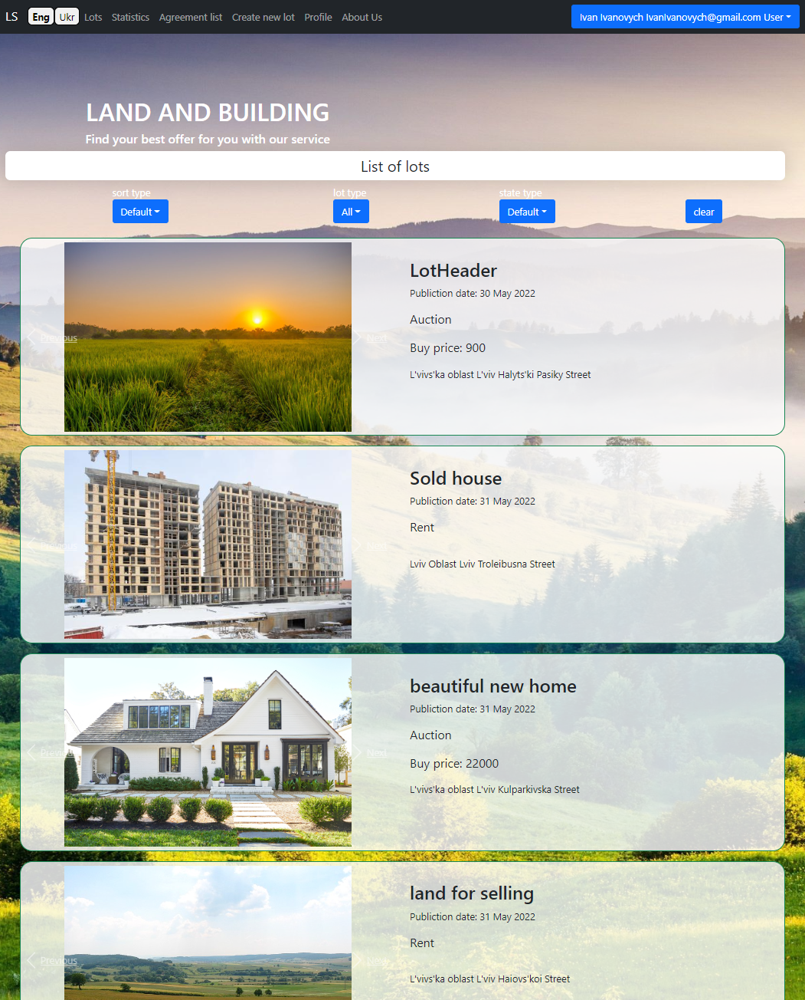 LS Eng Ukr Lots Statistics Agreement list Create new lot Profile About Us Ivan Ivanovych IvanIvanovych@gmail.com User
LAND AND BUILDING
Find your best offer for you with our service
List of lots
sort type lot type state type
Default All Default clear
LotHeader
Publiction date: 30 May 2022
Auction
Previous Next
Buy price: 900
L'vivs'ka oblast L'viv Halyts'ki Pasiky Street
Sold house
Publiction date: 31 May 2022
Rent
Previous Next
Lviv Oblast Lviv Troleibusna Street
beautiful new home
Publiction date: 31 May 2022
Auction
Previous Next
Buy price: 22000
L'vivs'ka oblast L'viv Kulparkivska Street
land for selling
Publiction date: 31 May 2022
Rent
Previous Next
L'vivs'ka oblast L'viv Haiovs'koi Street